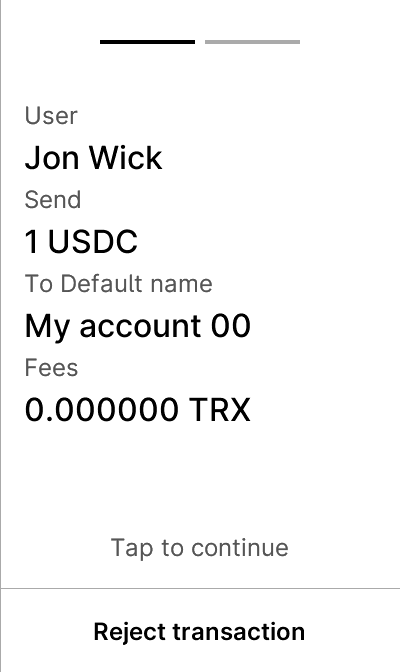 User
Jon Wick
Send
1 USDC
To Default name
My account 00
Fees
0.000000 TRX
Tap to continue
Reject transaction